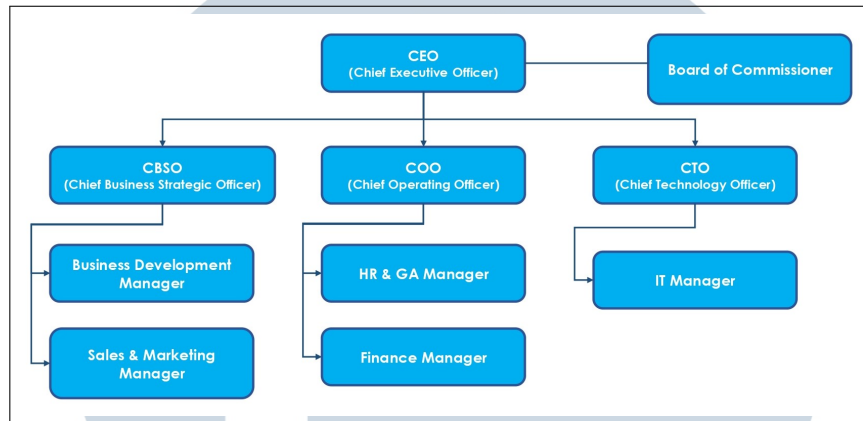 CEO
(Chief Executive Officer)
Board of Commissioner
CBSO
(Chief Business Strategic Officer)
COO
(Chief Operating Officer)
CTO
(Chief Technology Officer)
Business Development
Manager
HR & GA Manager
IT Manager
Sales & Marketing
Manager
Finance Manager